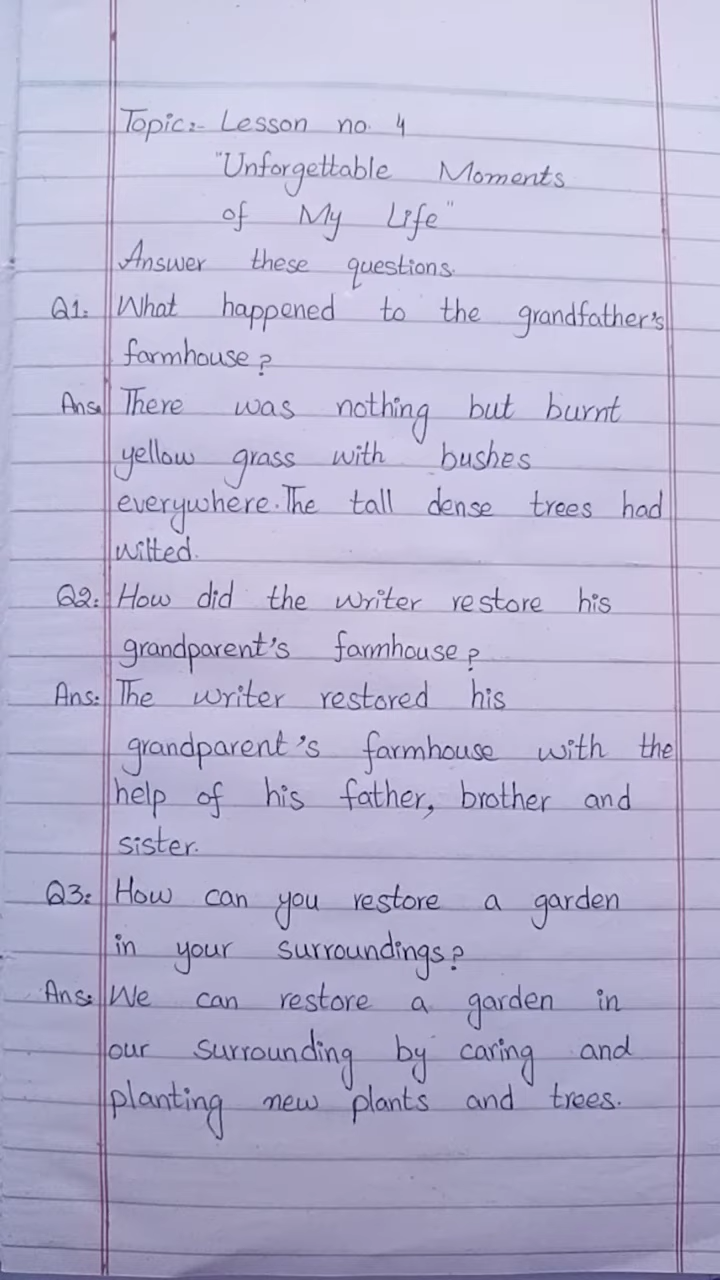 Topic:- Lesson no. 4
"Unforgettable Moments
of My Life"
Answer these questions.
Q1: What happened to the grandfather's
farmhouse?
Ans: There was nothing but burnt
yellow grass with bushes
everywhere. The tall dense trees had
wilted.
Q2: How did the writer restore his
grandparent's farmhouse?
Ans: The writer restored his
grandparent's farmhouse with the
help of his father, brother and
sister.
Q3: How can you restore a garden
in your surroundings?
Ans: We can restore a garden in
our surrounding by caring and
planting new plants and trees.